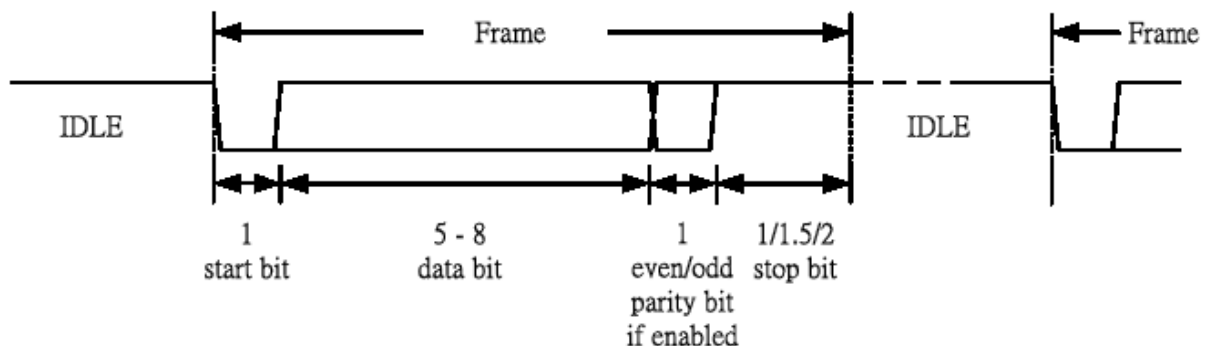 Frame
Frame
IDLE
IDLE
1
start bit
5 - 8
data bit
1
even/odd
parity bit
if enabled
1/1.5/2
stop bit